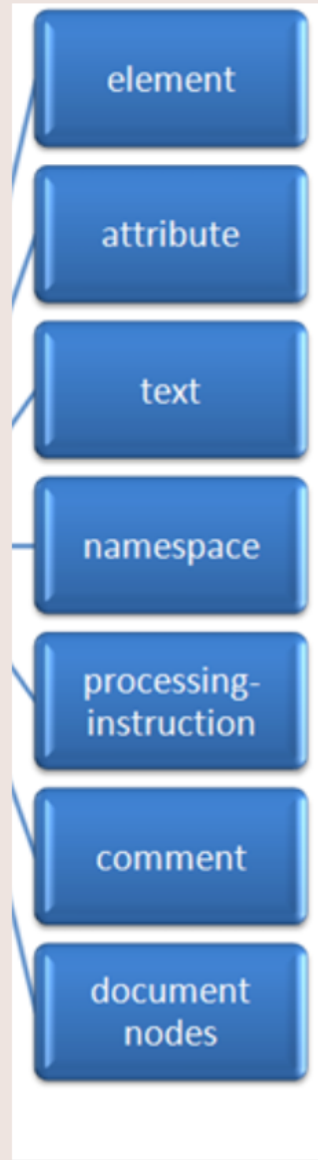 element
attribute
text
namespace
processing-
instruction
comment
document
nodes